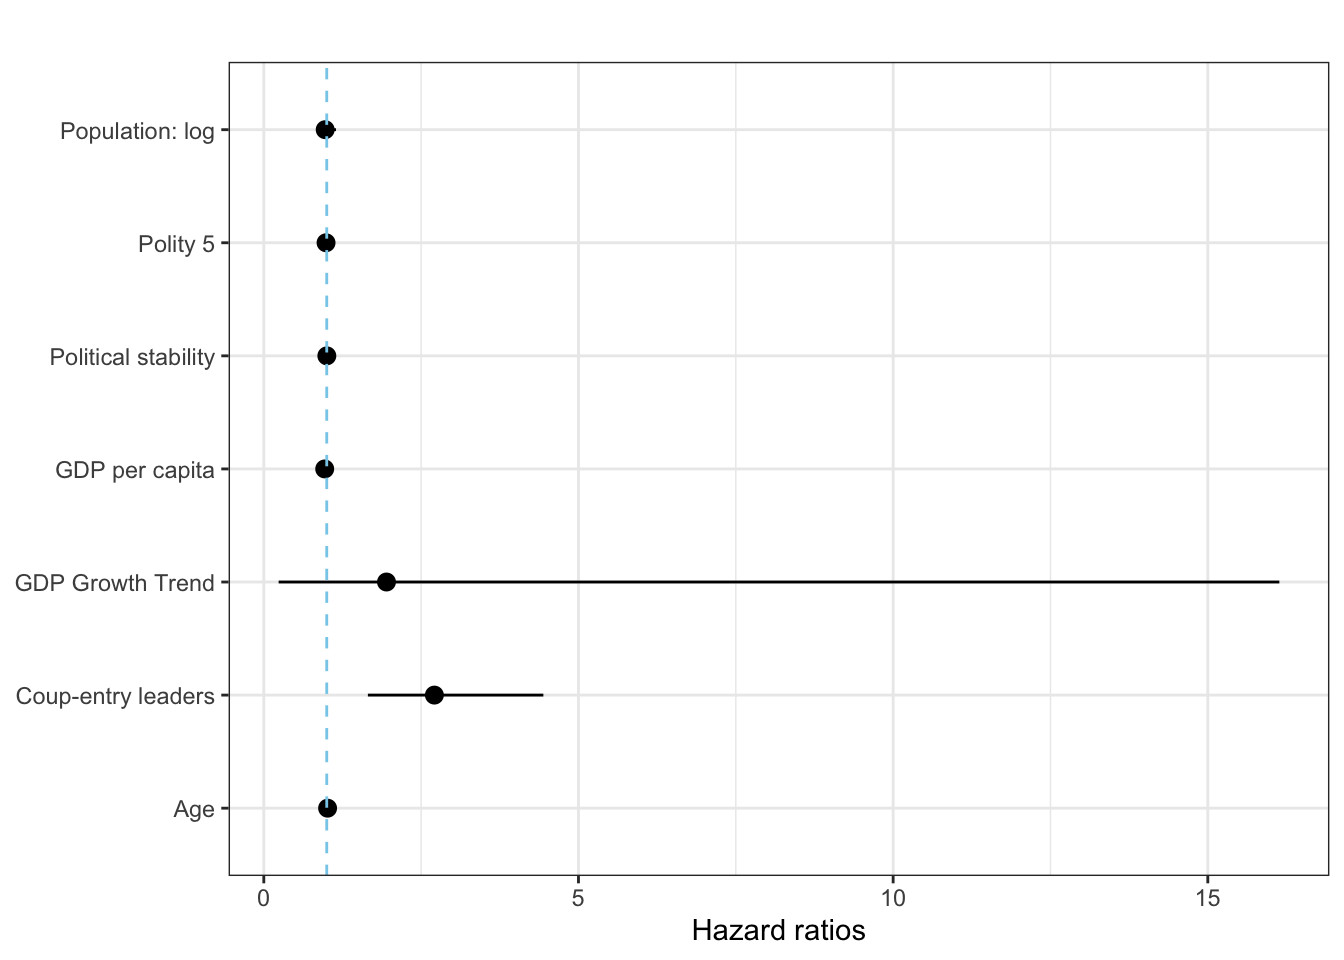 Population: log
Polity 5
Political stability
GDP per capita
GDP Growth Trend
Coup-entry leaders
Age
0 5 10 15
Hazard ratios